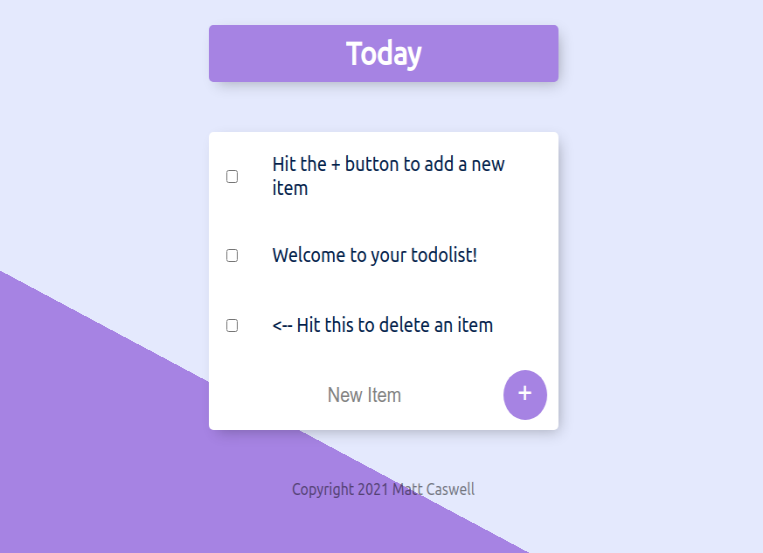 Today
Hit the + button to add a new
item
Welcome to your todolist!
<-- Hit this to delete an item
New Item
+
Copyright 2021 Matt Caswell